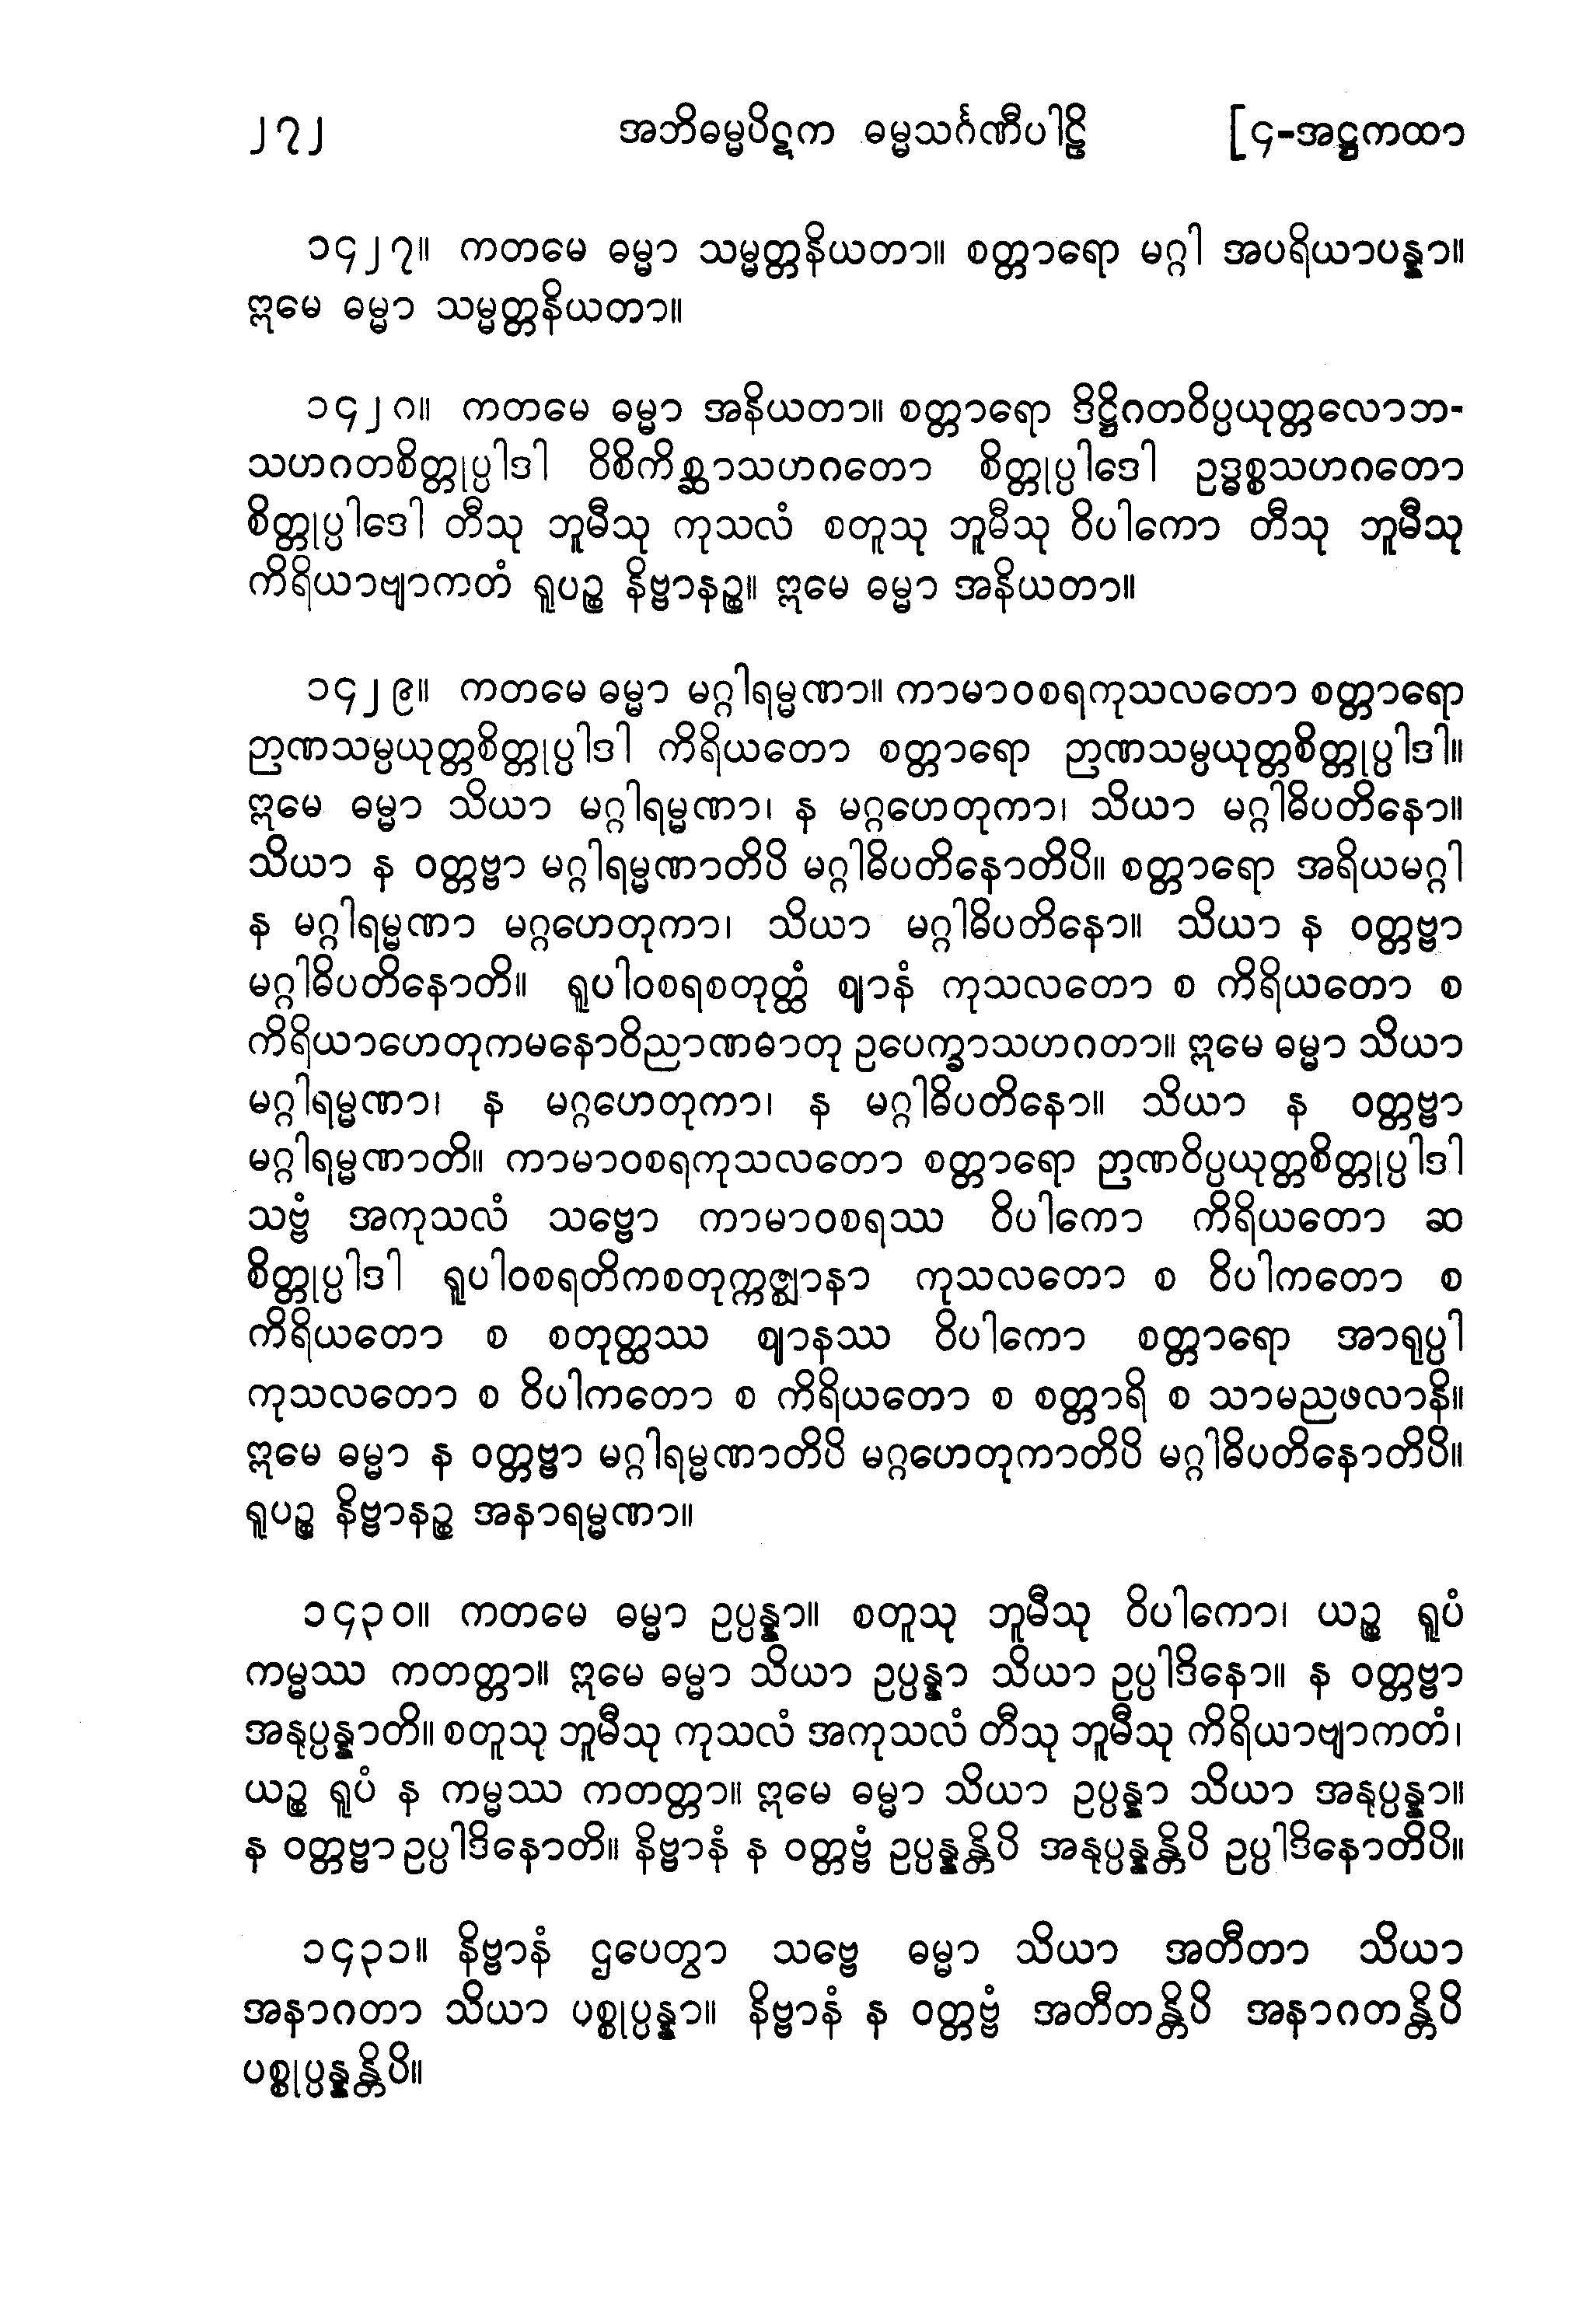 ၂၇၂ အဘိဓမ္မပိဋက ဓမ္မသင်္ဂဏီပါဠိ [၄-အဋ္ဌကထာ
၁၄၂၇။ ကတမေ ဓမ္မာ သမ္မတ္တနိယတာ။ စတ္တာရော မဂ္ဂါ အပရိယာပန္နာ။
ဣမေ ဓမ္မာ သမ္မတ္တနိယတာ။
၁၄၂၈။ ကတမေ ဓမ္မာ အနိယတာ။ စတ္တာရော ဒိဋ္ဌိဂတဝိပ္ပယုတ္တလောဘ-
သဟဂတစိတ္တုပ္ပါဒါ ဝိစိကိစ္ဆာသဟဂတော စိတ္တုပ္ပါဒေါ ဥဒ္ဓစ္စသဟဂတော
စိတ္တုပ္ပါဒေါ တီသု ဘူမီသု ကုသလံ စတူသု ဘူမီသု ဝိပါကော တီသု ဘူမီသု
ကိရိယာဗျာကတံ ရူပဉ္စ နိဗ္ဗာနဉ္စ။ ဣမေ ဓမ္မာ အနိယတာ။
၁၄၂၉။ ကတမေ ဓမ္မာ မဂ္ဂါရမ္မဏာ။ ကာမာဝစရကုသလတော စတ္တာရော
ဉာဏသမ္ပယုတ္တစိတ္တုပ္ပါဒါ ကိရိယတော စတ္တာရော ဉာဏသမ္ပယုတ္တစိတ္တုပ္ပါဒါ။
ဣမေ ဓမ္မာ သိယာ မဂ္ဂါရမ္မဏာ၊ န မဂ္ဂဟေတုကာ၊ သိယာ မဂ္ဂါဓိပတိနော။
သိယာ န ဝတ္တဗ္ဗာ မဂ္ဂါရမ္မဏာတိပိ မဂ္ဂါဓိပတိနောတိပိ။ စတ္တာရော အရိယမဂ္ဂါ
န မဂ္ဂါရမ္မဏာ မဂ္ဂဟေတုကာ၊ သိယာ မဂ္ဂါဓိပတိနော။ သိယာ န ဝတ္တဗ္ဗာ
မဂ္ဂါဓိပတိနောတိ။ ရူပါဝစရစတုတ္ထံ ဈာနံ ကုသလတော စ ကိရိယတော စ
ကိရိယာဟေတုကမနောဝိညာဏဓာတု ဥပေက္ခာသဟဂတာ။ ဣမေ ဓမ္မာ သိယာ
မဂ္ဂါရမ္မဏာ၊ န မဂ္ဂဟေတုကာ၊ န မဂ္ဂါဓိပတိနော။ သိယာ န ဝတ္တဗ္ဗာ
မဂ္ဂါရမ္မဏာတိ။ ကာမာဝစရကုသလတော စတ္တာရော ဉာဏဝိပ္ပယုတ္တစိတ္တုပ္ပါဒါ
သဗ္ဗံ အကုသလံ သဗ္ဗော ကာမာဝစရဿ ဝိပါကော ကိရိယတော ဆ
စိတ္တုပ္ပါဒါ ရူပါဝစရတိကစတုက္ကဇ္ဈာနာ ကုသလတော စ ဝိပါကတော စ
ကိရိယတော စ စတုတ္ထဿ ဈာနဿ ဝိပါကော စတ္တာရော အာရုပ္ပါ
ကုသလတော စ ဝိပါကတော စ ကိရိယတော စ စတ္တာရိ စ သာမညဖလာနိ။
ဣမေ ဓမ္မာ န ဝတ္တဗ္ဗာ မဂ္ဂါရမ္မဏာတိပိ မဂ္ဂဟေတုကာတိပိ မဂ္ဂါဓိပတိနောတိပိ။
ရူပဉ္စ နိဗ္ဗာနဉ္စ အနာရမ္မဏာ။
၁၄၃၀။ ကတမေ ဓမ္မာ ဥပ္ပန္နာ။ စတူသု ဘူမီသု ဝိပါကော၊ ယဉ္စ ရူပံ
ကမ္မဿ ကတတ္တာ။ ဣမေ ဓမ္မာ သိယာ ဥပ္ပန္နာ သိယာ ဥပ္ပါဒိနော။ န ဝတ္တဗ္ဗာ
အနုပ္ပန္နာတိ။ စတူသု ဘူမီသု ကုသလံ အကုသလံ တီသု ဘူမီသု ကိရိယာဗျာကတံ၊
ယဉ္စ ရူပံ န ကမ္မဿ ကတတ္တာ။ ဣမေ ဓမ္မာ သိယာ ဥပ္ပန္နာ သိယာ အနုပ္ပန္နာ။
န ဝတ္တဗ္ဗာ ဥပ္ပါဒိနောတိ။ နိဗ္ဗာနံ န ဝတ္တဗ္ဗံ ဥပ္ပန္နန္တိပိ အနုပ္ပန္နန္တိပိ ဥပ္ပါဒိနောတိပိ။
၁၄၃၁။ နိဗ္ဗာနံ ဌပေတွာ သဗ္ဗေ ဓမ္မာ သိယာ အတီတာ သိယာ
အနာဂတာ သိယာ ပစ္စုပ္ပန္နာ။ နိဗ္ဗာနံ န ဝတ္တဗ္ဗံ အတီတန္တိပိ အနာဂတန္တိပိ
ပစ္စုပ္ပန္နန္တိပိ။